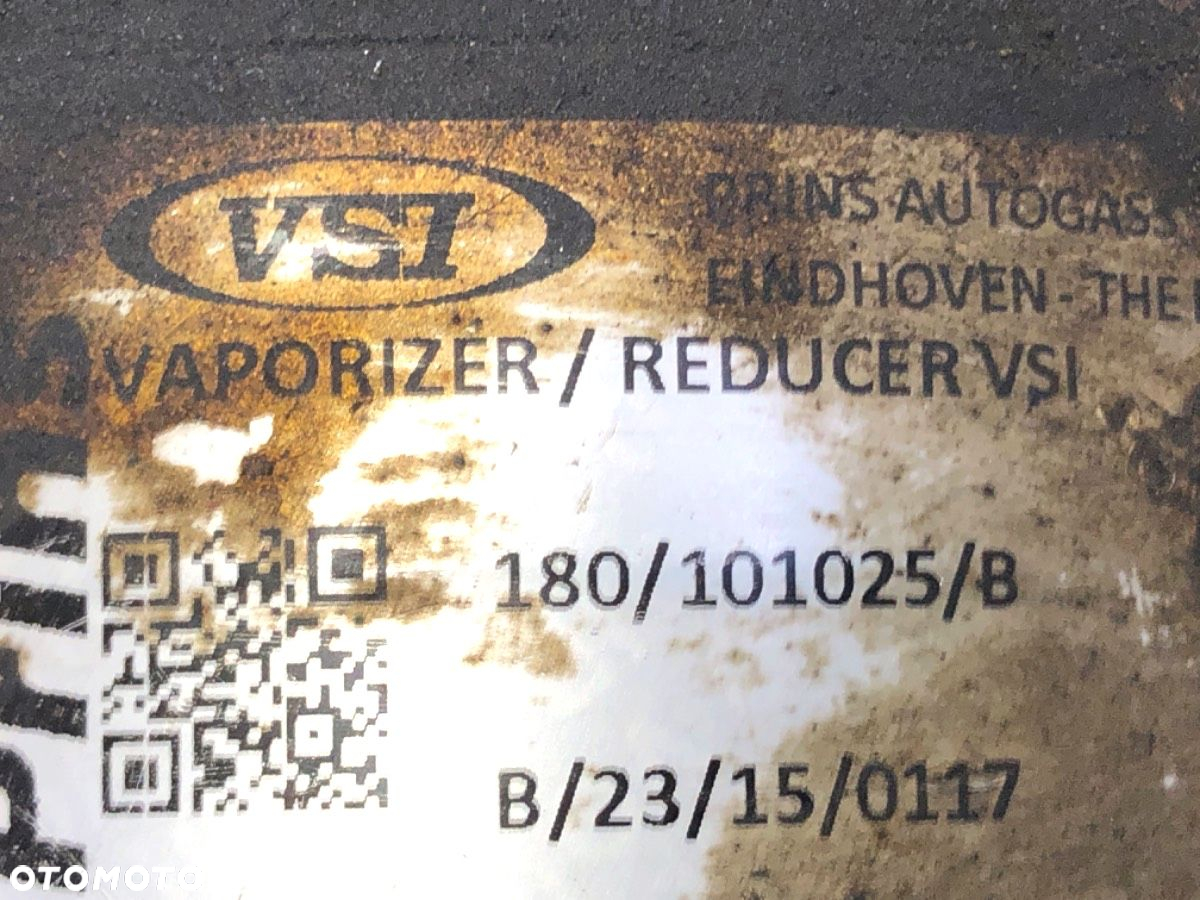 VSI
PRINS AUTOGASS
EINDHOVEN - THE
VAPORIZER / REDUCER VSI
180/101025/B
B/23/15/0117
OTOMOTO